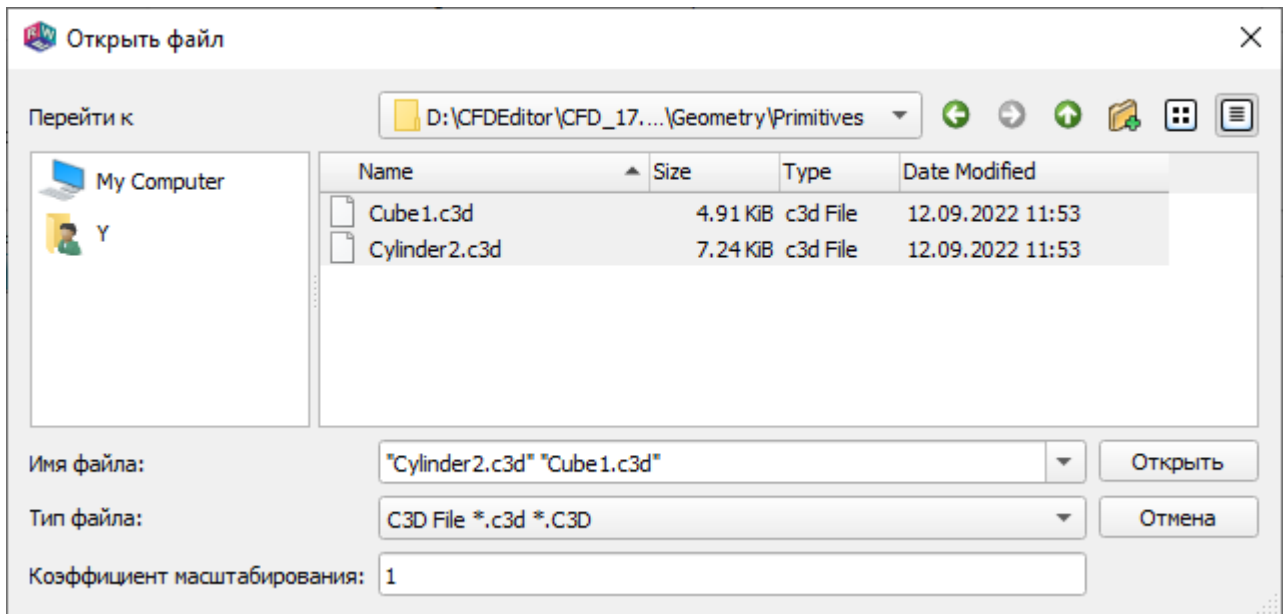 Открыть файл
Перейти к
D:\CFDEditor\CFD_17....\Geometry\Primitives
My Computer
Y
Name Size Type Date Modified
Cube1.c3d 4.91 KiB c3d File 12.09.2022 11:53
Cylinder2.c3d 7.24 KiB c3d File 12.09.2022 11:53
Имя файла: "Cylinder2.c3d" "Cube1.c3d" Открыть
Тип файла: C3D File *.c3d *.C3D Отмена
Коэффициент масштабирования: 1